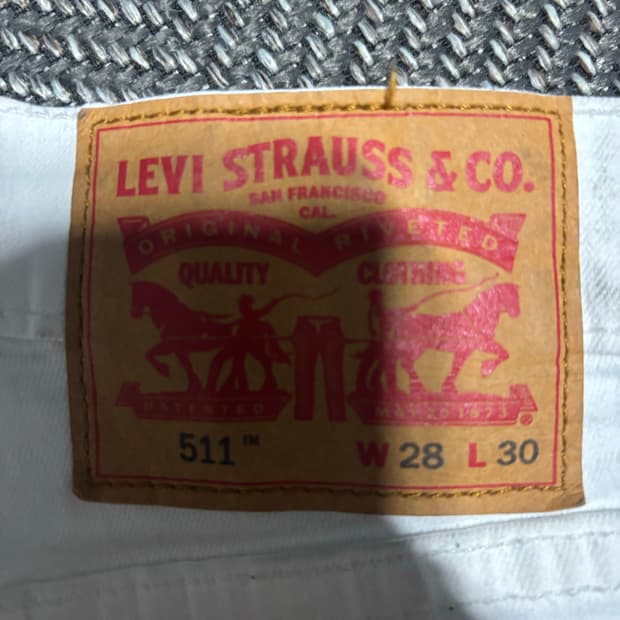 LEVI STRAUSS & CO.
SAN FRANCISCO
CAL.
ORIGINAL RIVETED
QUALITY CLOTHING
PATENTED MAY 20 1873
511™ W 28 L 30
®